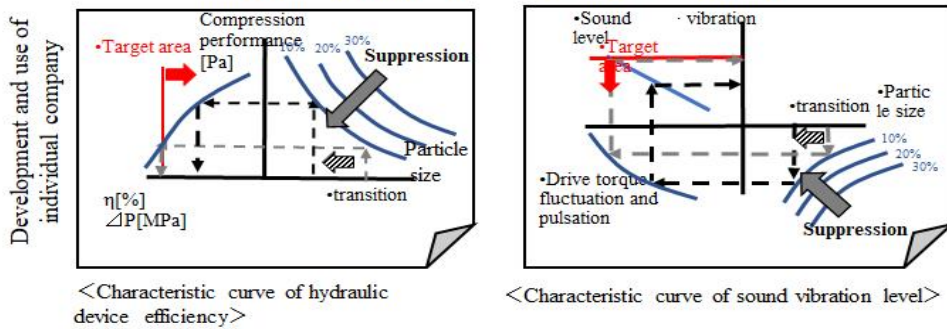 Development and use of
individual company
Compression
performance
[Pa]
•Target area
10%
20%
30%
Suppression
Particle
size
•transition
η[%]
⊿P[MPa]
<Characteristic curve of hydraulic
device efficiency>
•Sound
level
· vibration
•Target
area
•Partic
le size
•transition
10%
20%
30%
•Drive torque
fluctuation and
pulsation
Suppression
<Characteristic curve of sound vibration level>